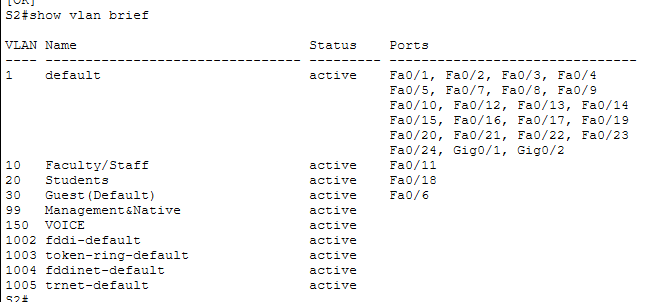 [OK]
S2#show vlan brief
VLAN Name                             Status    Ports
---- -------------------------------- --------- -------------------------------
1    default                          active    Fa0/1, Fa0/2, Fa0/3, Fa0/4
                                                Fa0/5, Fa0/7, Fa0/8, Fa0/9
                                                Fa0/10, Fa0/12, Fa0/13, Fa0/14
                                                Fa0/15, Fa0/16, Fa0/17, Fa0/19
                                                Fa0/20, Fa0/21, Fa0/22, Fa0/23
                                                Fa0/24, Gig0/1, Gig0/2
10   Faculty/Staff                    active    Fa0/11
20   Students                         active    Fa0/18
30   Guest(Default)                   active    Fa0/6
99   Management&Native                active
150  VOICE                            active
1002 fddi-default                     active
1003 token-ring-default               active
1004 fddinet-default                  active
1005 trnet-default                    active
S2#